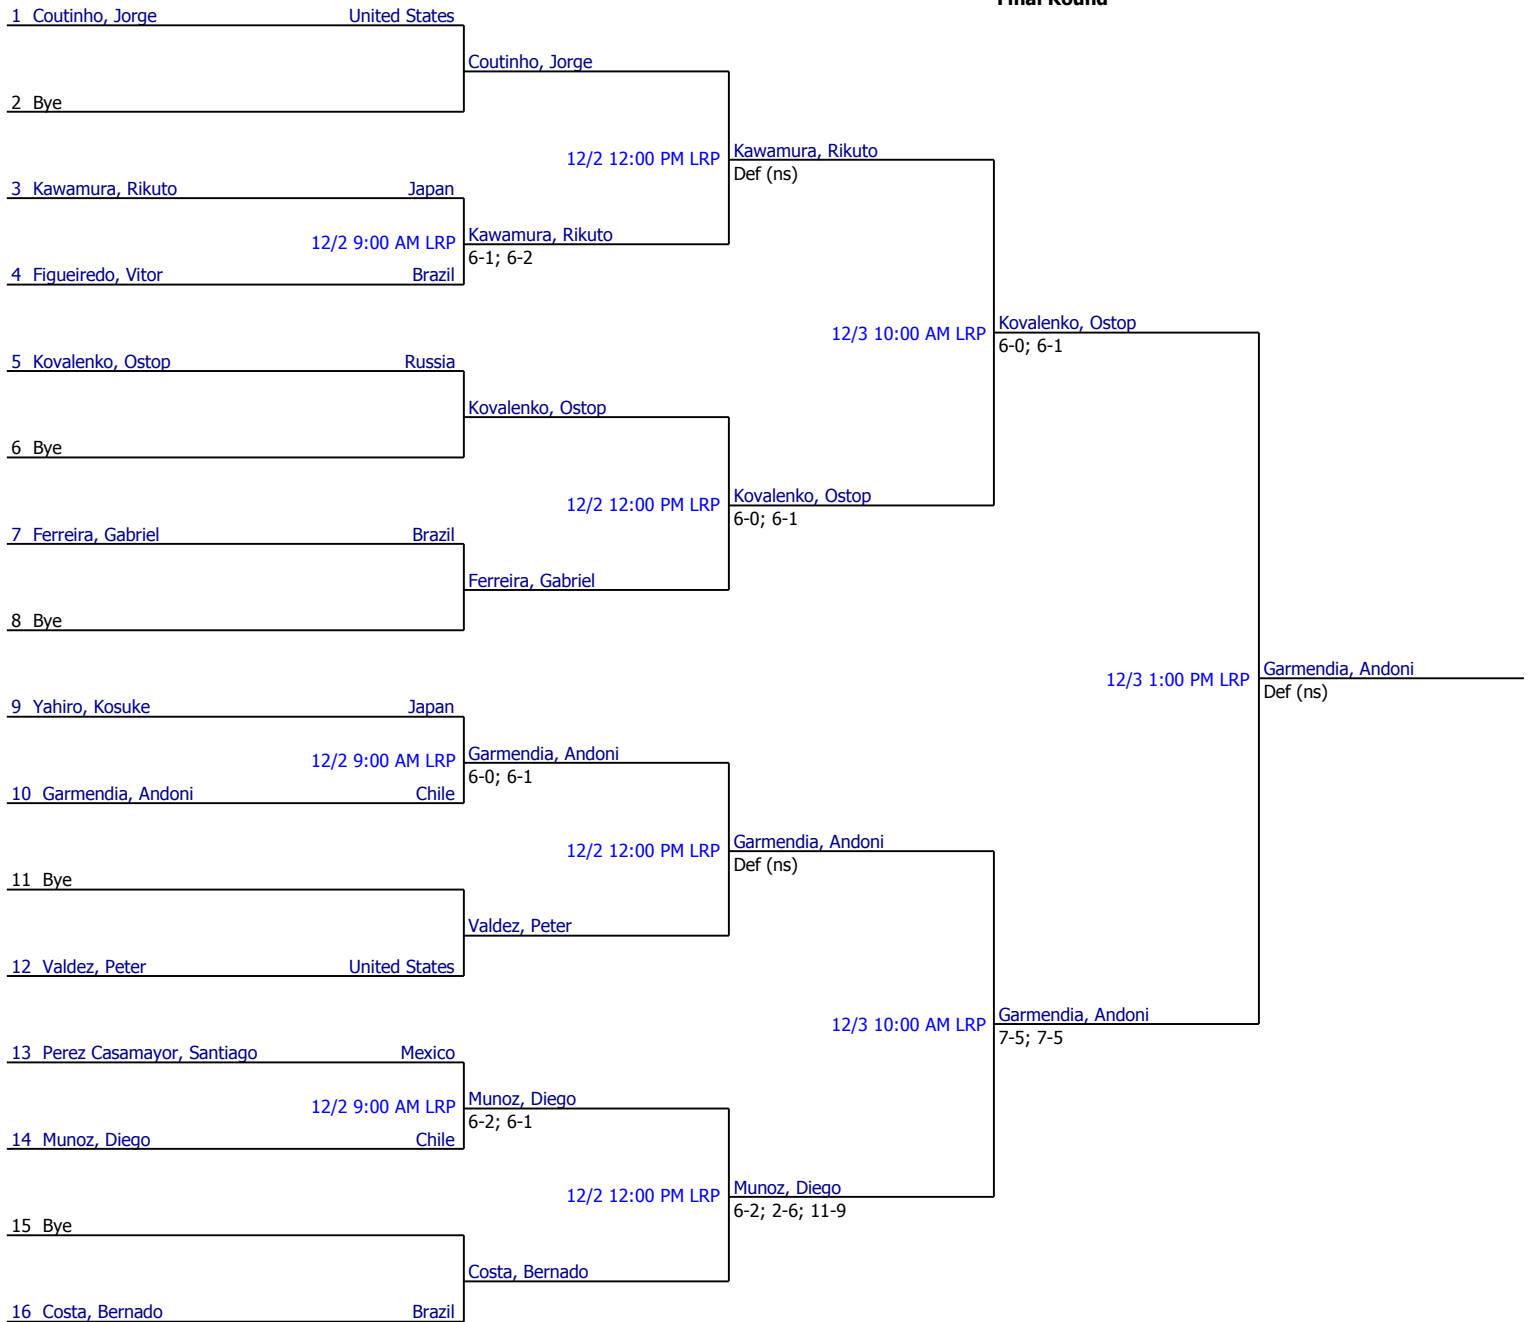 Final Round
1 Coutinho, Jorge United States
Coutinho, Jorge
2 Bye
12/2 12:00 PM LRP Kawamura, Rikuto
Def (ns)
3 Kawamura, Rikuto Japan
12/2 9:00 AM LRP Kawamura, Rikuto
6-1; 6-2
4 Figueiredo, Vitor Brazil
12/3 10:00 AM LRP Kovalenko, Ostop
6-0; 6-1
5 Kovalenko, Ostop Russia
Kovalenko, Ostop
6 Bye
12/2 12:00 PM LRP Kovalenko, Ostop
6-0; 6-1
7 Ferreira, Gabriel Brazil
Ferreira, Gabriel
8 Bye
12/3 1:00 PM LRP Garmendia, Andoni
Def (ns)
9 Yahiro, Kosuke Japan
12/2 9:00 AM LRP Garmendia, Andoni
6-0; 6-1
10 Garmendia, Andoni Chile
12/2 12:00 PM LRP Garmendia, Andoni
Def (ns)
11 Bye
Valdez, Peter
12 Valdez, Peter United States
12/3 10:00 AM LRP Garmendia, Andoni
7-5; 7-5
13 Perez Casamayor, Santiago Mexico
12/2 9:00 AM LRP Munoz, Diego
6-2; 6-1
14 Munoz, Diego Chile
12/2 12:00 PM LRP Munoz, Diego
6-2; 2-6; 11-9
15 Bye
Costa, Bernado
16 Costa, Bernado Brazil